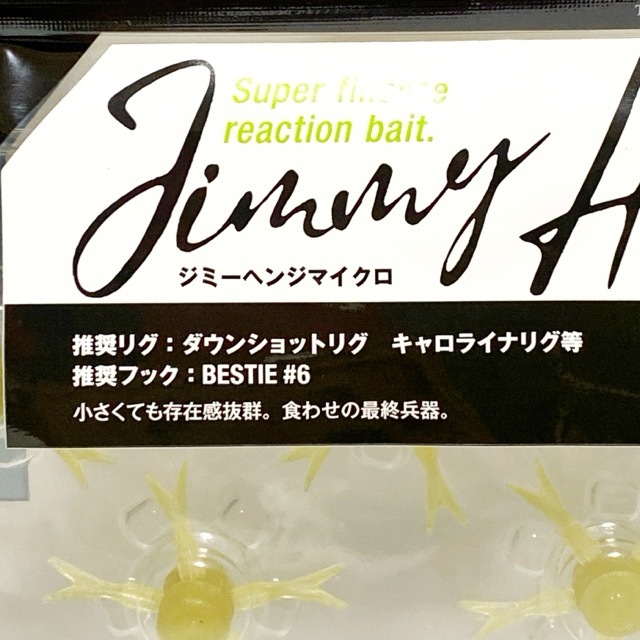 Super finesse
reaction bait.
Jimmy H
ジミーヘンジマイクロ
推奨リグ：ダウンショットリグ　キャロライナリグ等
推奨フック：BESTIE #6
小さくても存在感抜群。食わせの最終兵器。